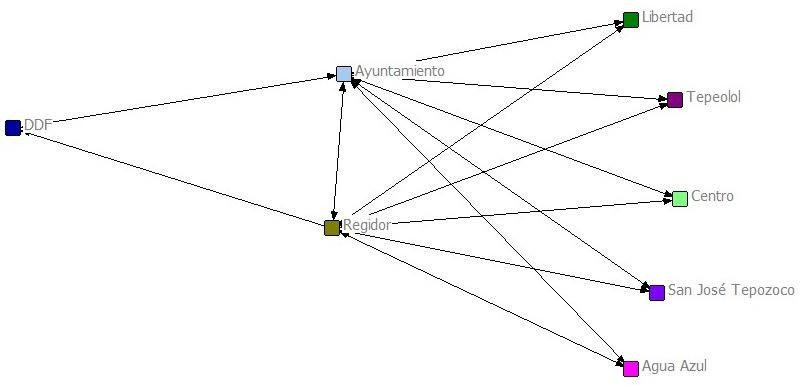 Libertad
Ayuntamiento
Tepeolol
DDF
Centro
Regidor
San José Tepozoco
Agua Azul